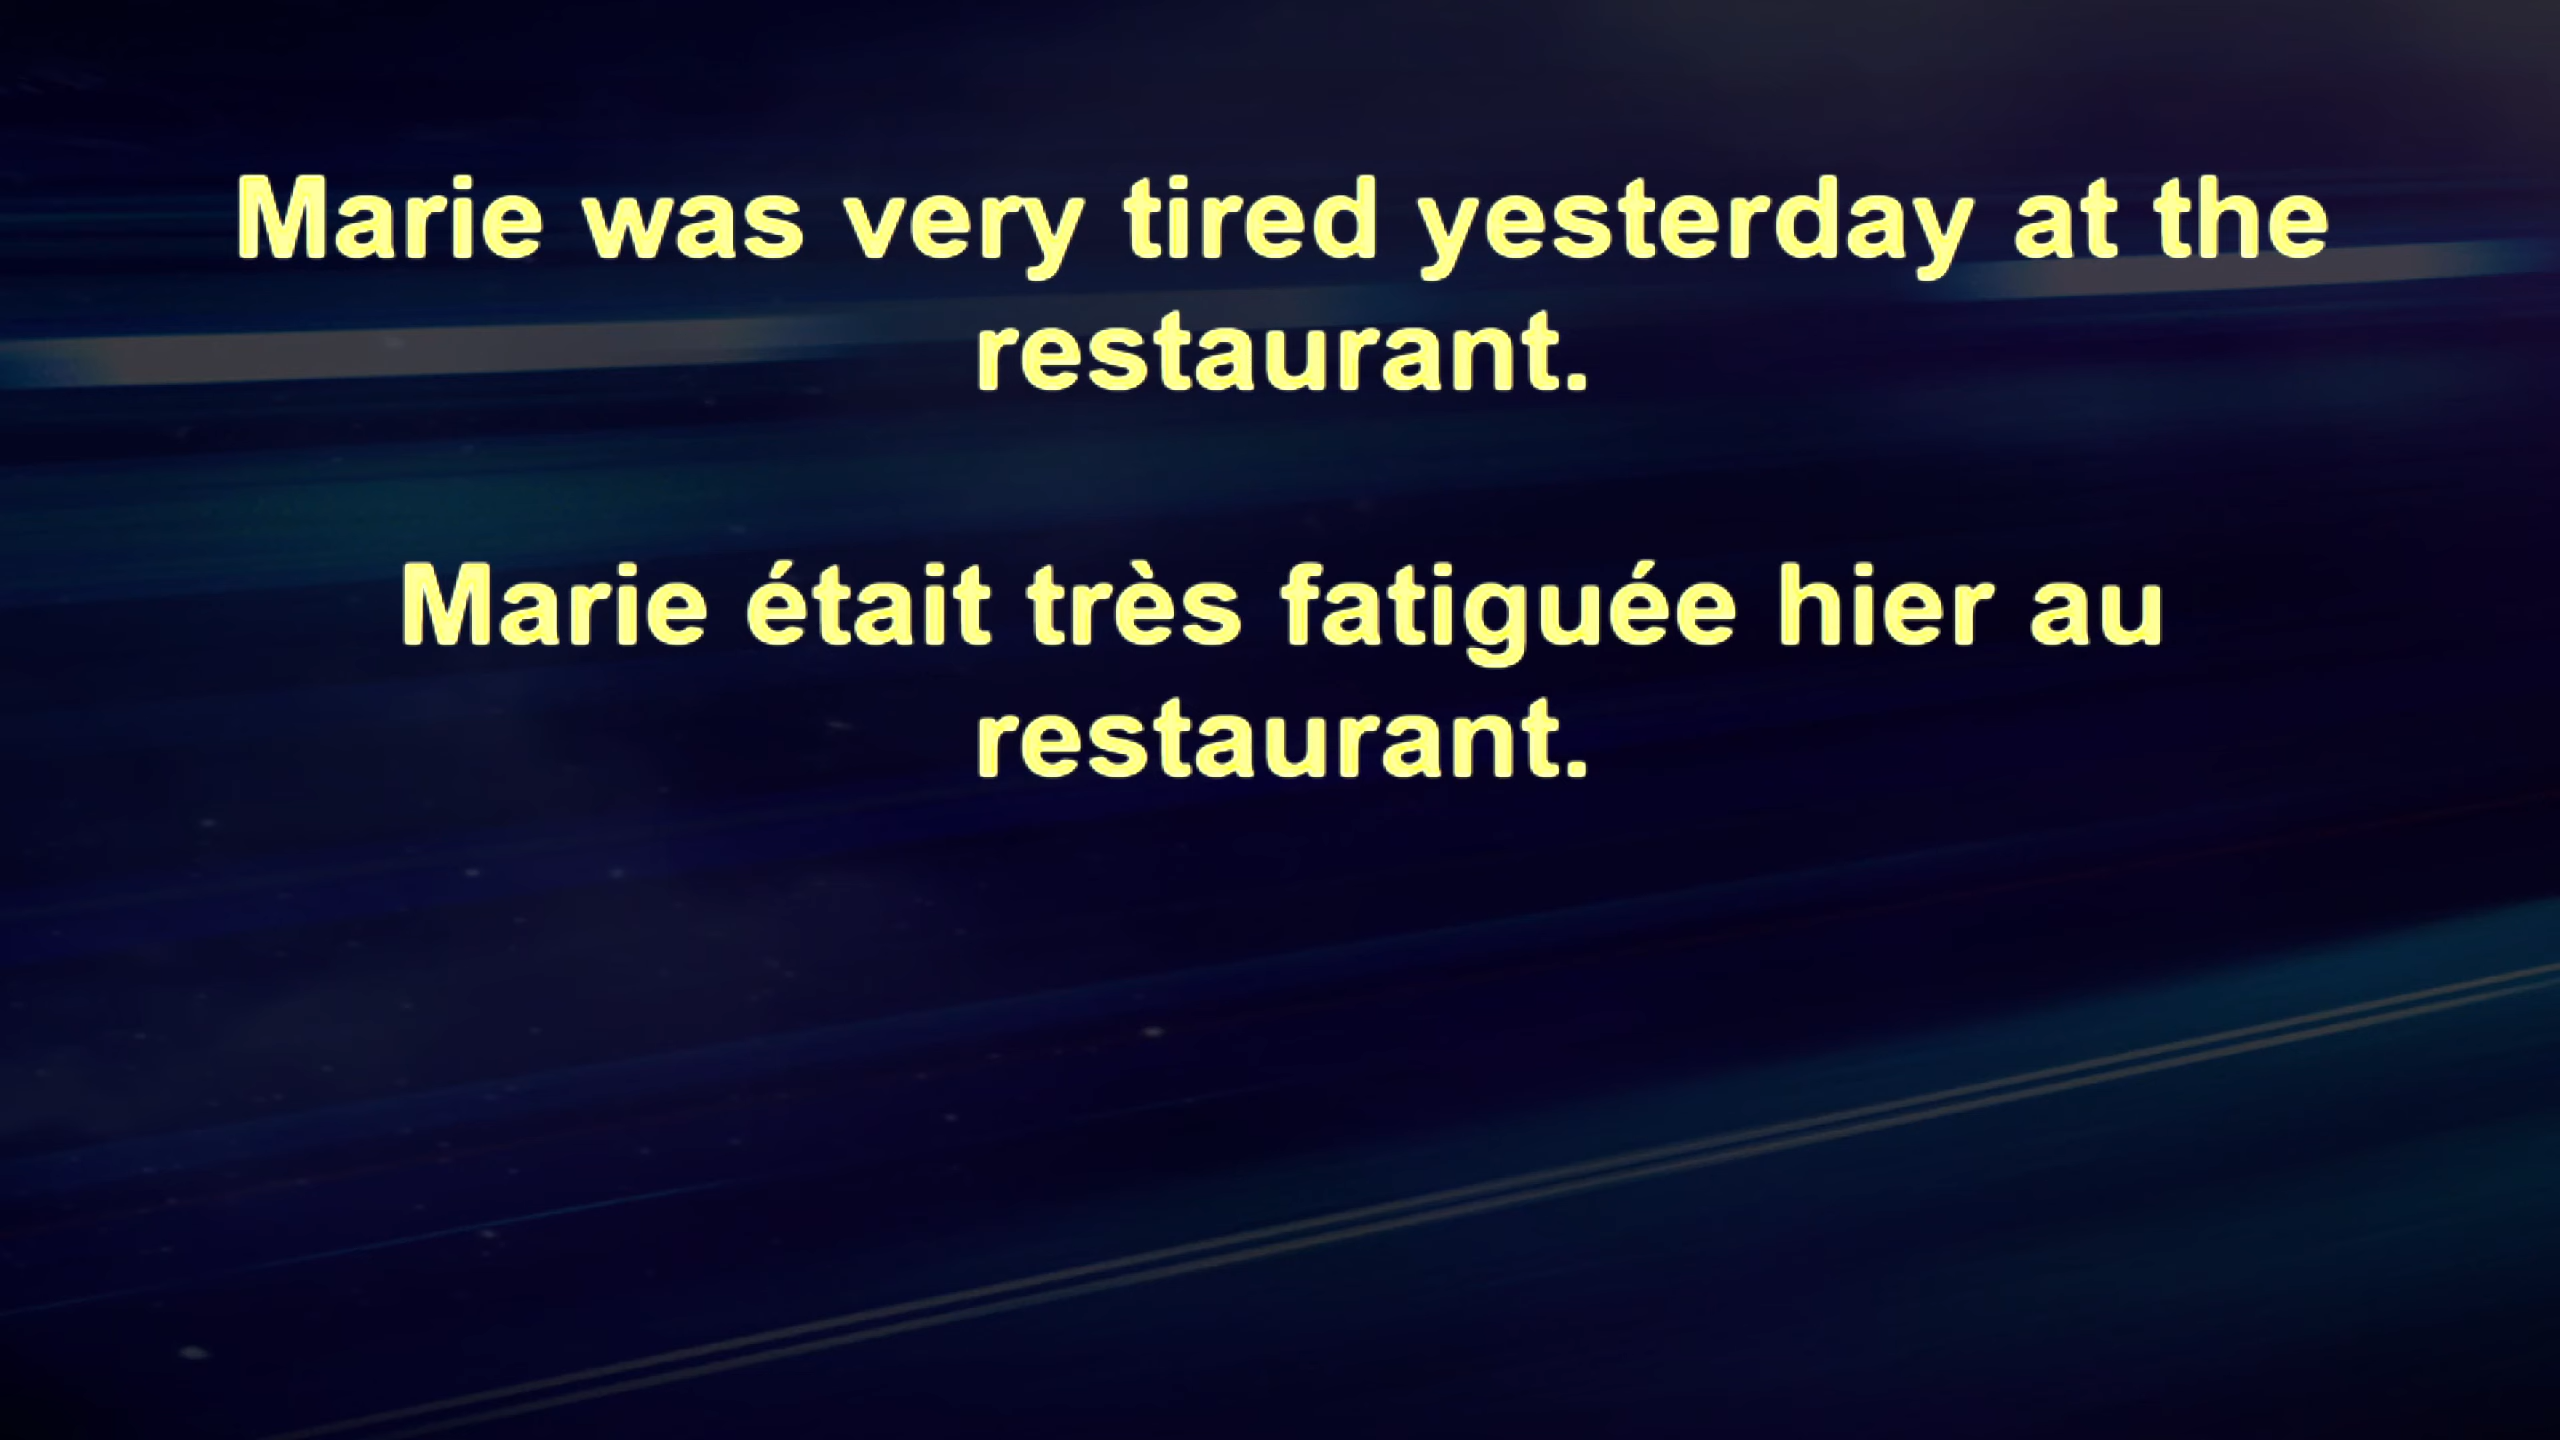 Marie was very tired yesterday at the
restaurant.
Marie était très fatiguée hier au
restaurant.